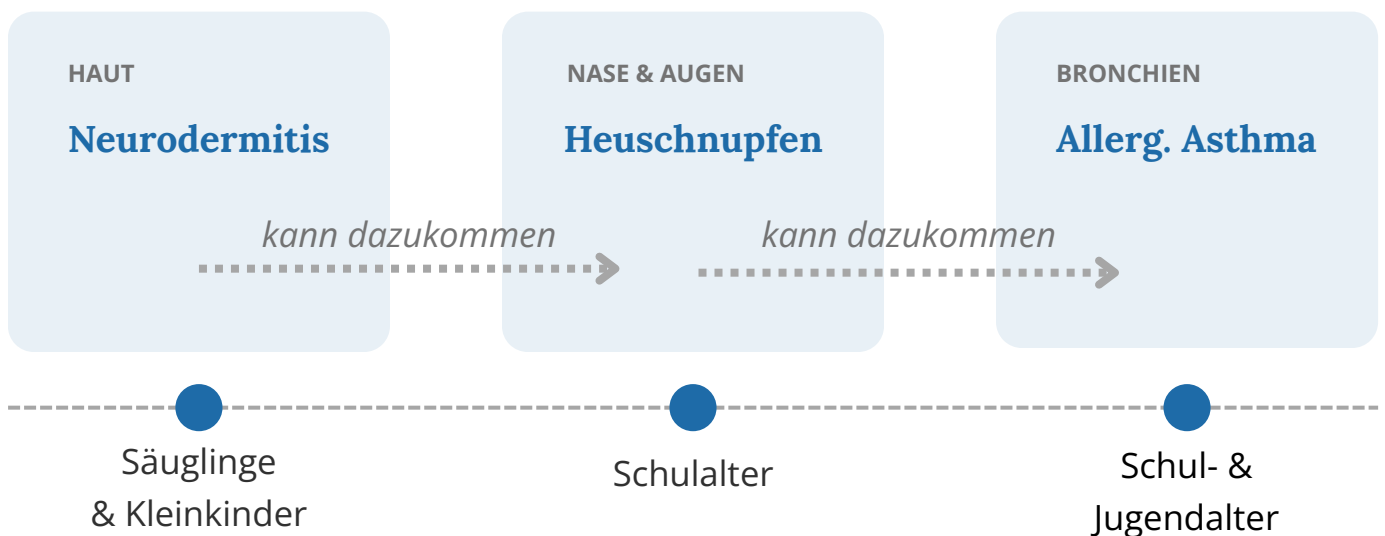 HAUT
Neurodermitis
NASE & AUGEN
Heuschnupfen
BRONCHIEN
Allerg. Asthma
kann dazukommen
kann dazukommen
Säuglinge
& Kleinkinder
Schulalter
Schul- &
Jugendalter